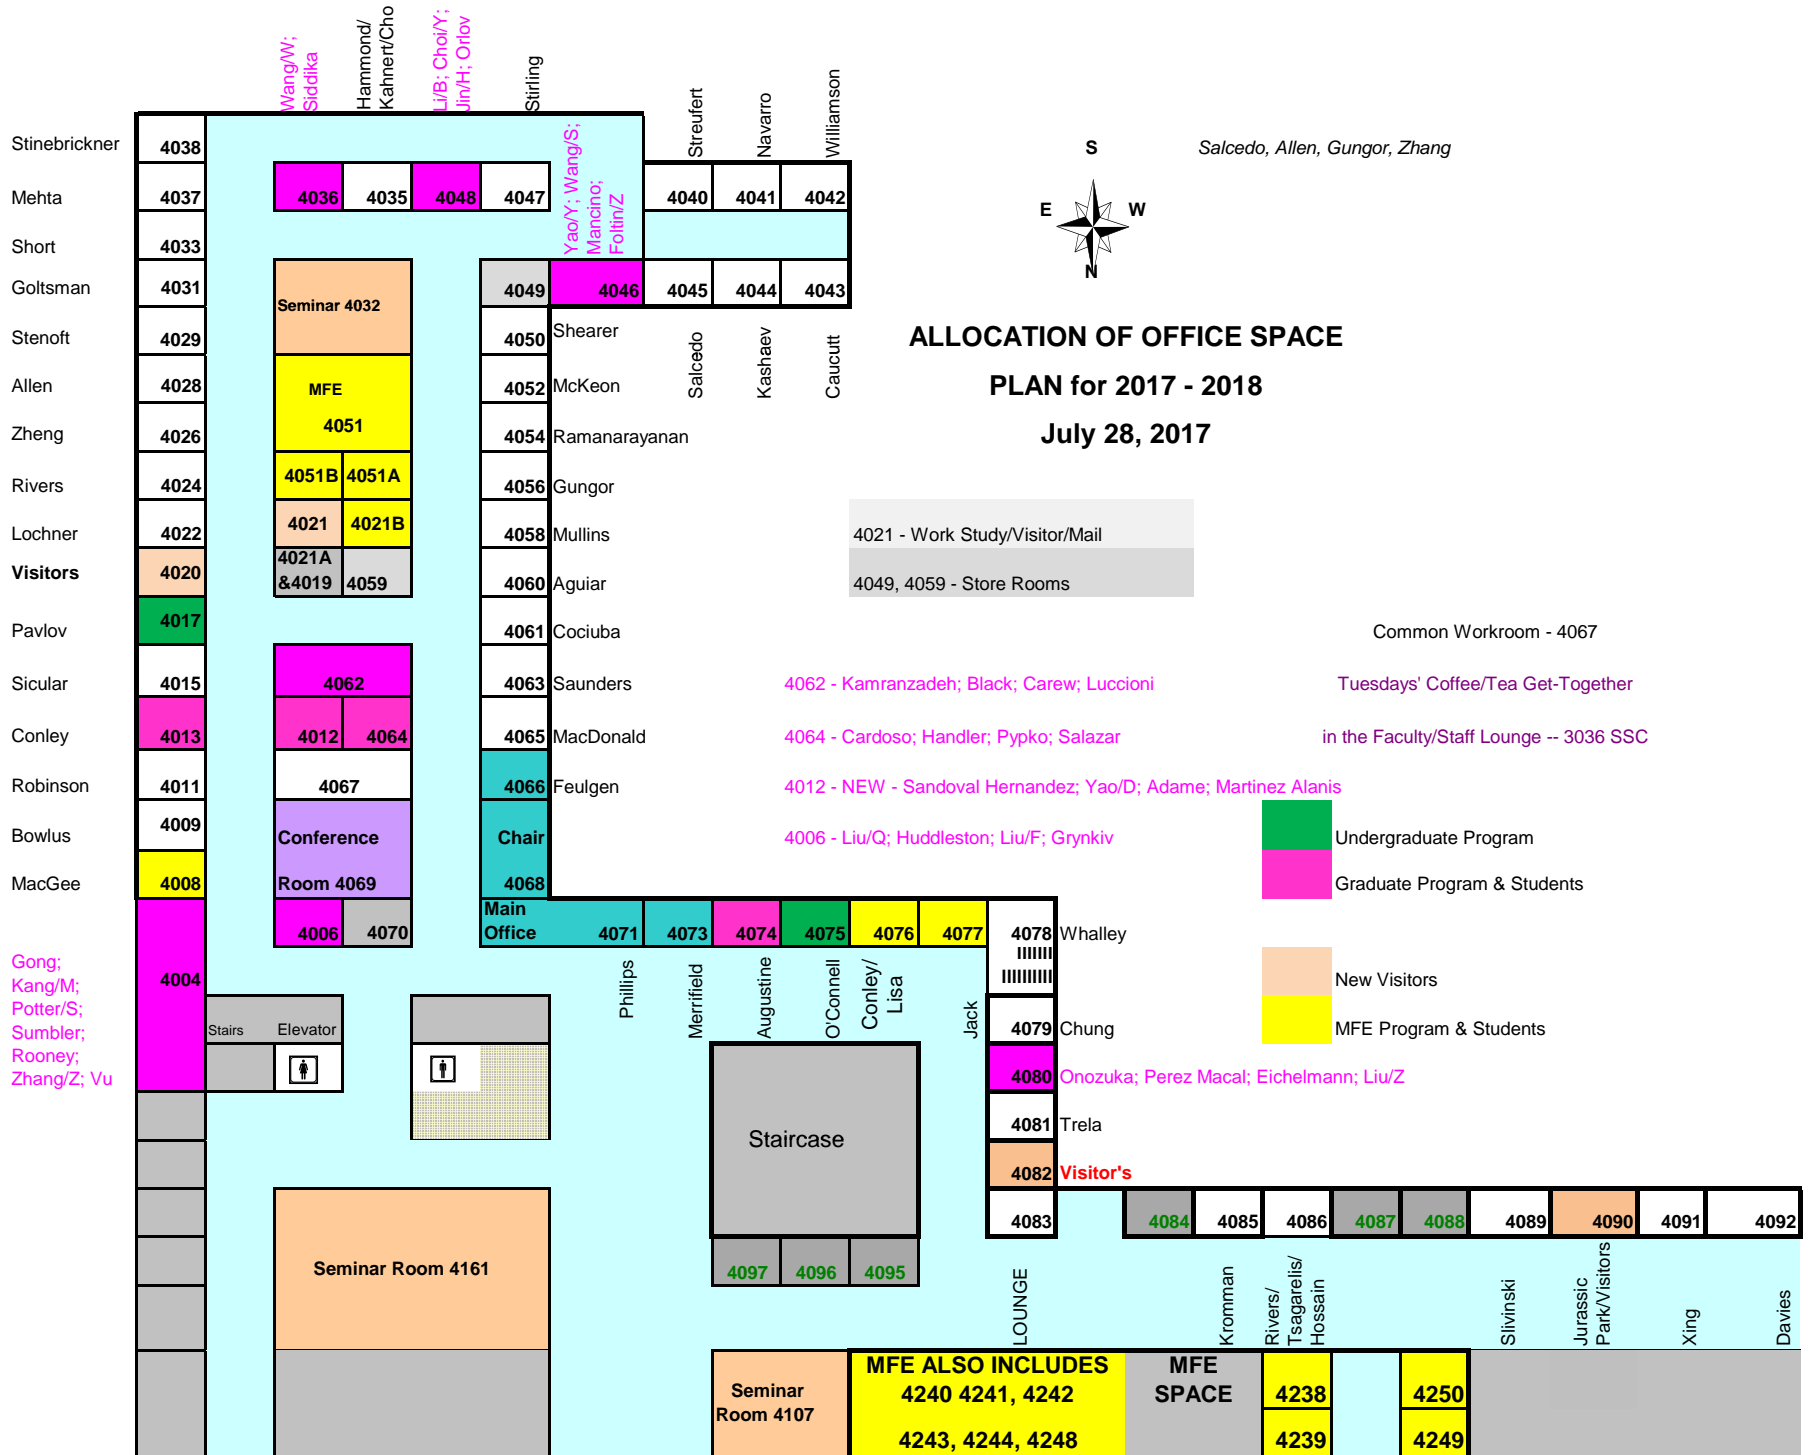 Wang/W;
Siddika
Hammond/
Kahnert/Cho
Li/B; Choi/Y;
Jin/H; Orlov
Stirling
Yao/Y; Wang/S;
Mancino;
Foltin/Z
Streufert
Navarro
Williamson
Stinebrickner 4038
S
Salcedo, Allen, Gungor, Zhang
Mehta 4037 4036 4035 4048 4047 4040 4041 4042
E W
Short 4033
N
Goltsman 4031 Seminar 4032 4049 4046 4045 4044 4043
Stenoft 4029 4050 Shearer
Salcedo
Kashaev
Caucutt
ALLOCATION OF OFFICE SPACE
Allen 4028 MFE 4052 McKeon
PLAN for 2017 - 2018
Zheng 4026 4051 4054 Ramanarayanan
July 28, 2017
Rivers 4024 4051B 4051A 4056 Gungor
Lochner 4022 4021 4021B 4058 Mullins
4021 - Work Study/Visitor/Mail
Visitors 4020 4021A
&4019 4059 4060 Aguiar
4049, 4059 - Store Rooms
Pavlov 4017 4061 Cociuba
Common Workroom - 4067
Sicular 4015 4062 4063 Saunders
4062 - Kamranzadeh; Black; Carew; Luccioni
Tuesdays' Coffee/Tea Get-Together
Conley 4013 4012 4064 4065 MacDonald
4064 - Cardoso; Handler; Pypko; Salazar
in the Faculty/Staff Lounge -- 3036 SSC
Robinson 4011 4067 4066 Feulgen
4012 - NEW - Sandoval Hernandez; Yao/D; Adame; Martinez Alanis
Bowlus 4009 Conference Chair
4006 - Liu/Q; Huddleston; Liu/F; Grynkiv
Undergraduate Program
MacGee 4008 Room 4069 4068
Graduate Program & Students
4006 4070 Main
Office 4071 4073 4074 4075 4076 4077 4078 Whalley
IIIIIII
IIIIIIIIII
Gong;
Kang/M;
Potter/S;
Sumbler;
Rooney;
Zhang/Z; Vu
4004
New Visitors
Phillips
Merrifield
Augustine
O'Connell
Conley/
Lisa
Jack
Stairs Elevator
4079 Chung
MFE Program & Students
4080 Onozuka; Perez Macal; Eichelmann; Liu/Z
4081 Trela
Staircase
4082 Visitor's
4083 4084 4085 4086 4087 4088 4089 4090 4091 4092
Seminar Room 4161
4097 4096 4095
LOUNGE
Kromman
Rivers/
Tsagarelis/
Hossain
Slivinski
Jurassic
Park/Visitors
Xing
Davies
Seminar
Room 4107
MFE ALSO INCLUDES
4240 4241, 4242
4243, 4244, 4248
MFE
SPACE
4238 4250
4239 4249